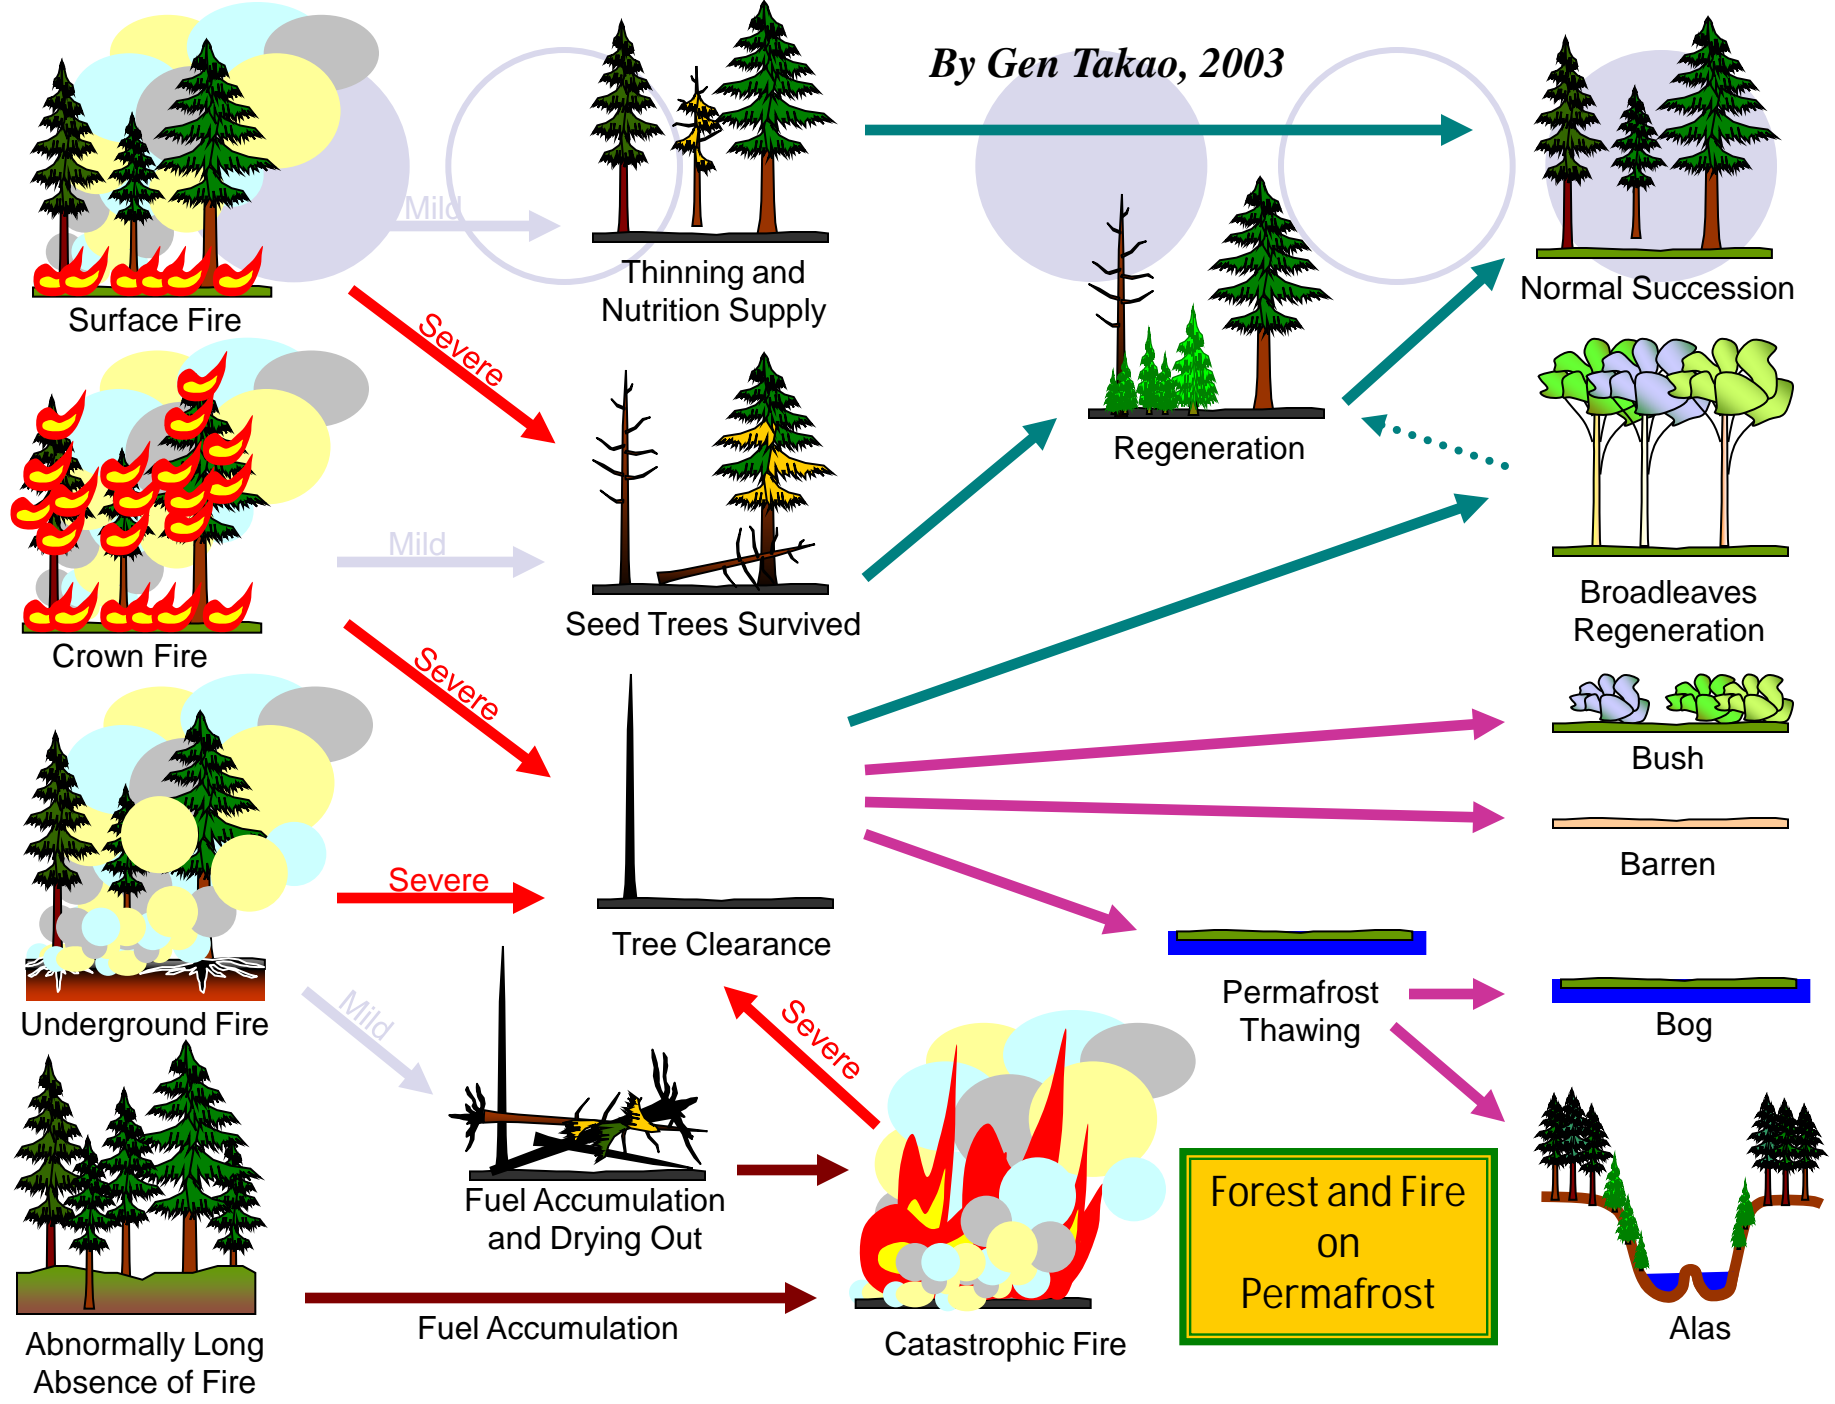 By Gen Takao, 2003
Mild
Thinning and
Nutrition Supply
Normal Succession
Surface Fire
Severe
Regeneration
Mild
Seed Trees Survived
Broadleaves
Regeneration
Crown Fire
Severe
Bush
Barren
Severe
Tree Clearance
Permafrost
Thawing
Bog
Underground Fire
Mild
Severe
Fuel Accumulation
and Drying Out
Forest and Fire
on
Permafrost
Fuel Accumulation
Alas
Abnormally Long
Absence of Fire
Catastrophic Fire